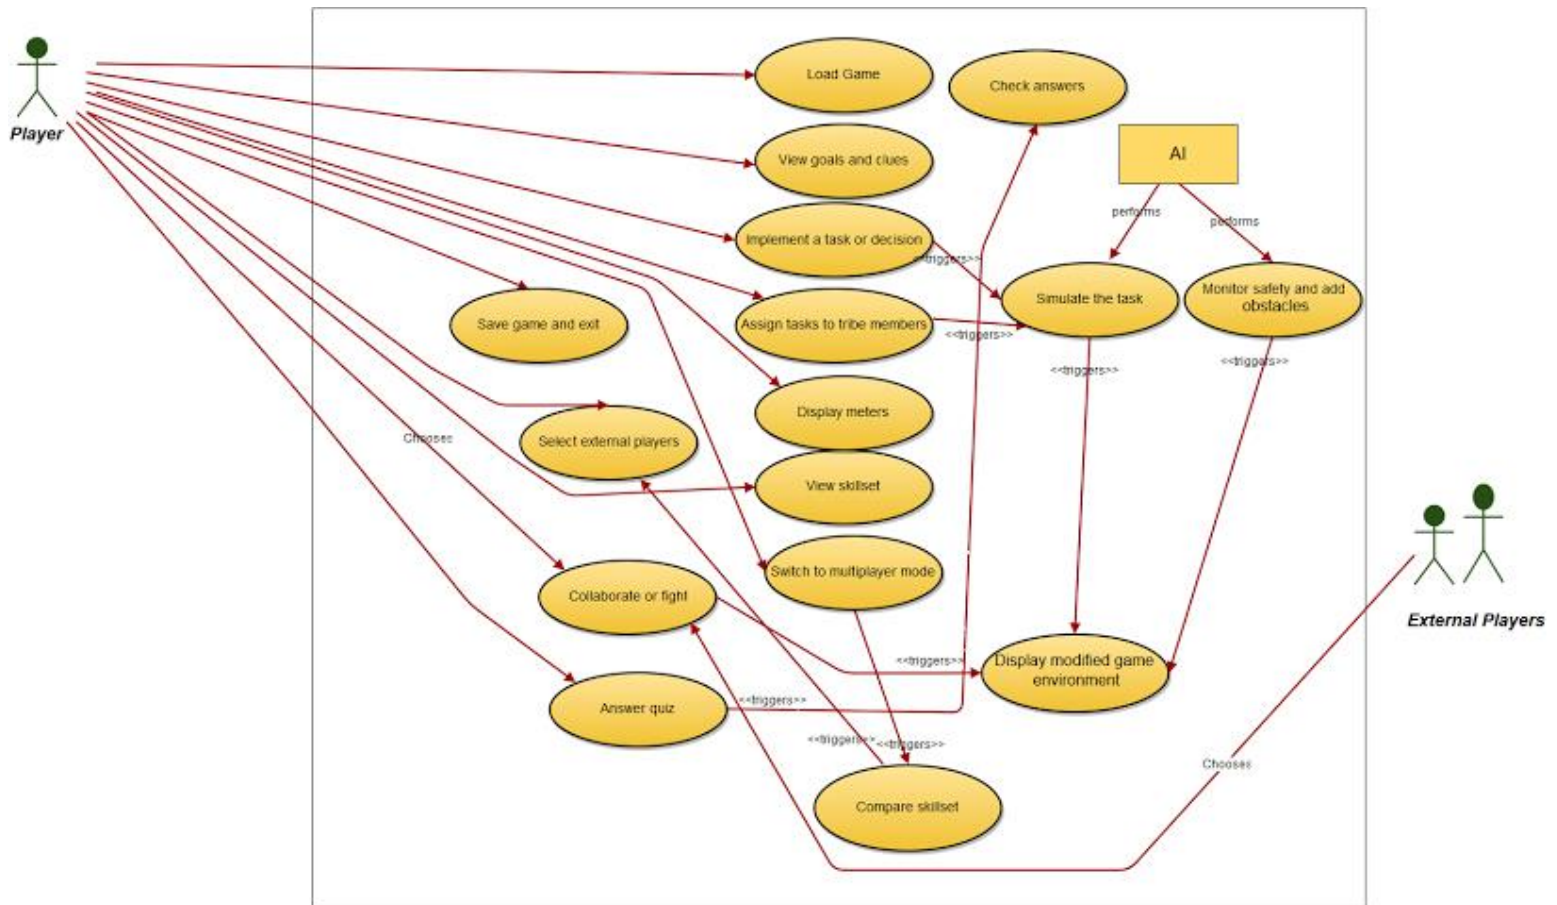 Player
Load Game
Check answers
AI
View goals and clues
performs
performs
Implement a task or decision
<<triggers>>
Simulate the task
Monitor safety and add
obstacles
Save game and exit
Assign tasks to tribe members
<<triggers>>
<<triggers>>
<<triggers>>
Display meters
Chooses
Select external players
View skillset
Switch to multiplayer mode
Collaborate or fight
External Players
<<triggers>>
Display modified game
environment
Answer quiz
<<triggers>>
<<triggers>>
<<triggers>>
Chooses
Compare skillset